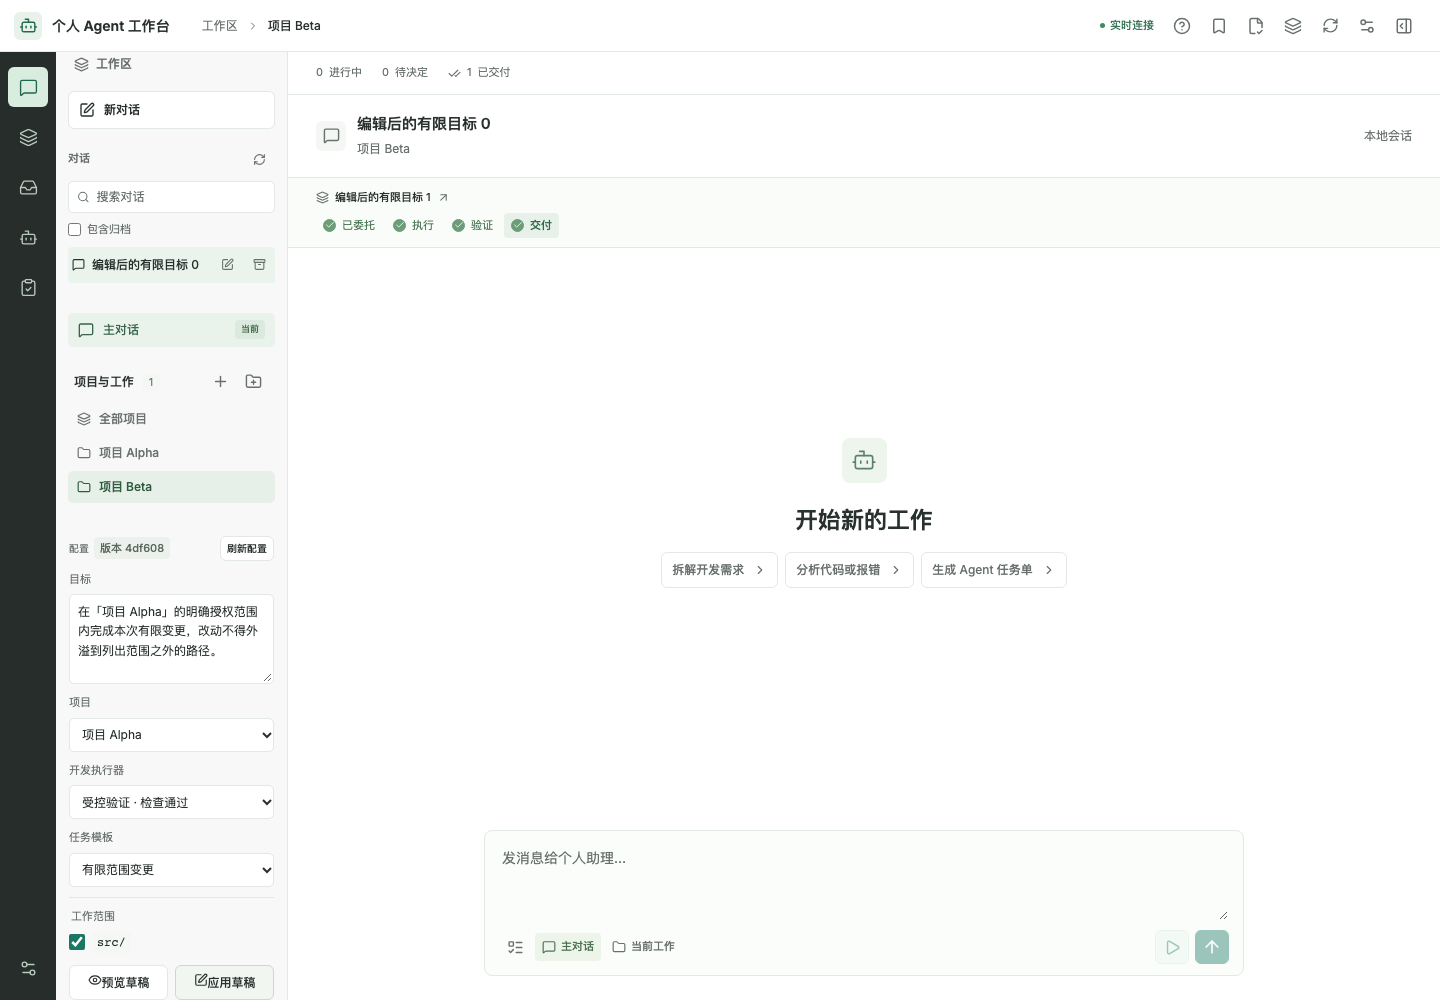 个人 Agent 工作台
工作区
项目 Beta
实时连接
工作区
新对话
对话
搜索对话
包含归档
编辑后的有限目标 0
主对话
当前
项目与工作 1
全部项目
项目 Alpha
项目 Beta
配置 版本 4df608 刷新配置
目标
在「项目 Alpha」的明确授权范围
内完成本次有限变更，改动不得外
溢到列出范围之外的路径。
项目
项目 Alpha
开发执行器
受控验证 · 检查通过
任务模板
有限范围变更
工作范围
src/
预览草稿 应用草稿
0 进行中 0 待决定 1 已交付
编辑后的有限目标 0
项目 Beta
本地会话
编辑后的有限目标 1
已委托 执行 验证 交付
开始新的工作
拆解开发需求 分析代码或报错 生成 Agent 任务单
发消息给个人助理...
主对话 当前工作